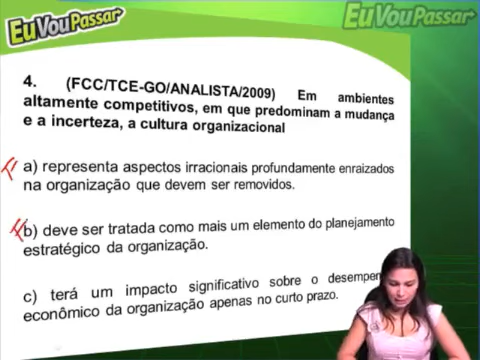 EuVouPassar
EuVouPassar
4. (FCC/TCE-GO/ANALISTA/2009) Em ambientes
altamente competitivos, em que predominam a mudança
e a incerteza, a cultura organizacional
a) representa aspectos irracionais profundamente enraizados
na organização que devem ser removidos.
b) deve ser tratada como mais um elemento do planejamento
estratégico da organização.
c) terá um impacto significativo sobre o
econômico da organização apenas no curto prazo.